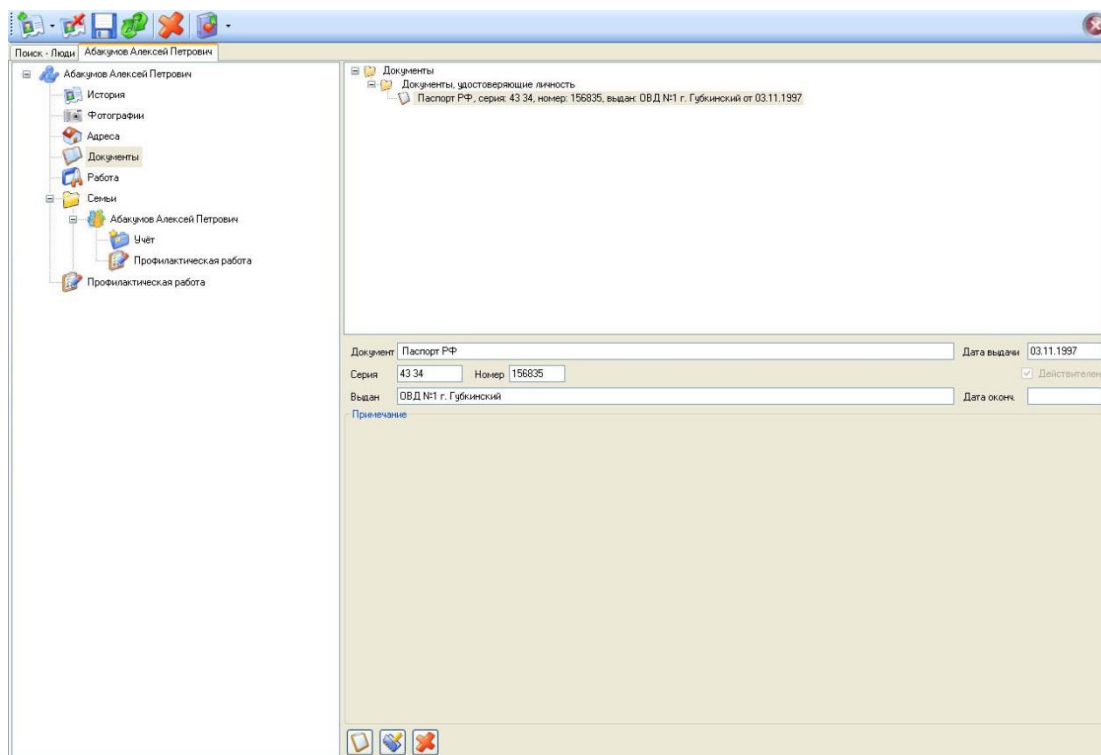 Поиск - Люди Абакумов Алексей Петрович
Абакумов Алексей Петрович
История
Фотографии
Адреса
Документы
Работа
Семьи
Абакумов Алексей Петрович
Учёт
Профилактическая работа
Профилактическая работа
Документы
Документы, удостоверяющие личность
Паспорт РФ, серия: 43 34, номер: 156835, выдан: ОВД №1 г. Губкинский от 03.11.1997
Документ Паспорт РФ Дата выдачи 03.11.1997
Серия 43 34 Номер 156835 Действителен
Выдан ОВД №1 г. Губкинский Дата оконч.
Примечание